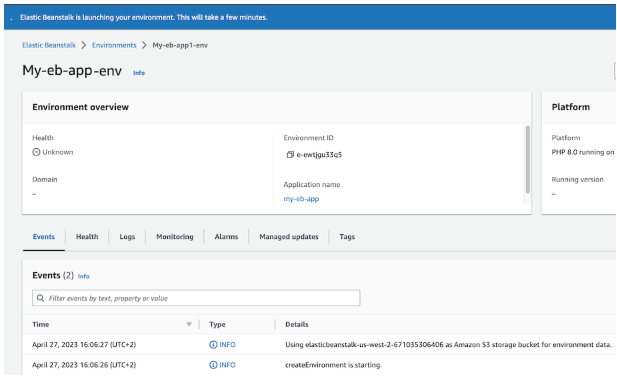 Elastic Beanstalk is launching your environment. This will take a few minutes.
Elastic Beanstalk > Environments > My-eb-app1-env
My-eb-app-env Info
Environment overview
Health
Unknown
Domain
–
Environment ID
e-ewtjgu33q5
Application name
my-eb-app
Platform
Platform
PHP 8.0 running on
Running version
–
Events Health Logs Monitoring Alarms Managed updates Tags
Events (2) Info
Filter events by text, property or value
Time Type Details
April 27, 2023 16:06:27 (UTC+2) INFO Using elasticbeanstalk-us-west-2-671035306406 as Amazon S3 storage bucket for environment data.
April 27, 2023 16:06:26 (UTC+2) INFO createEnvironment is starting.